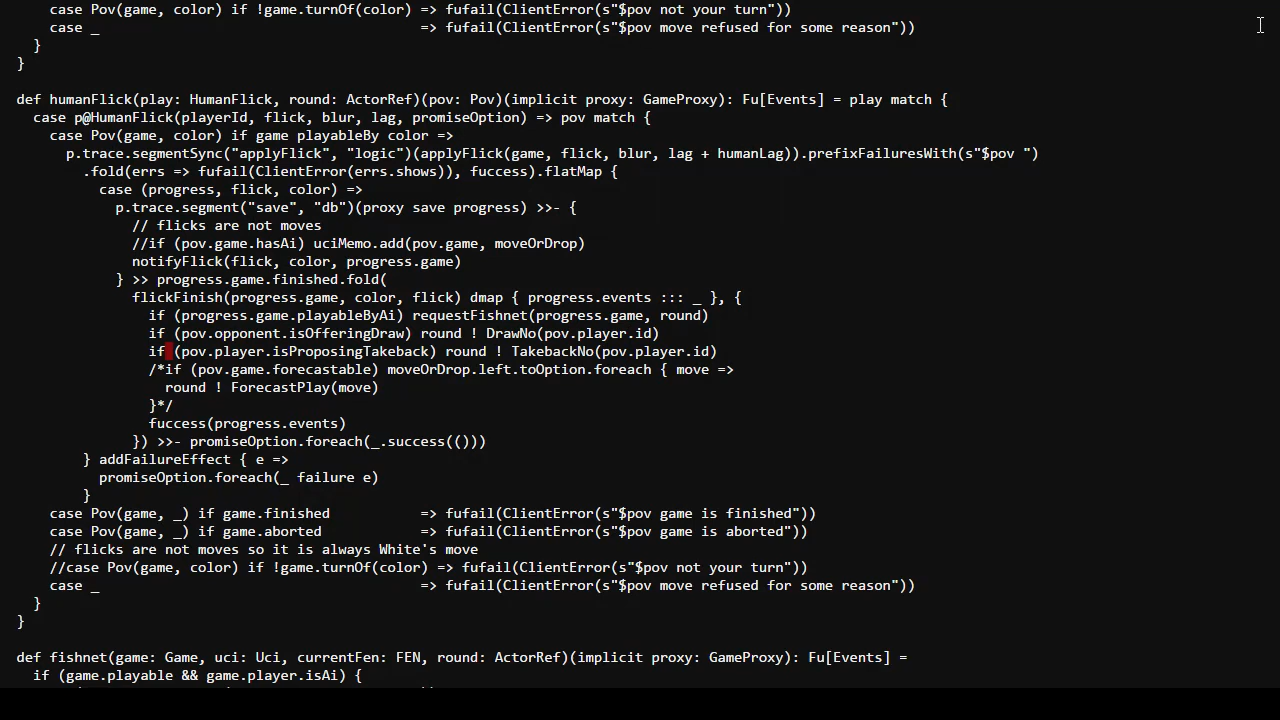 case Pov(game, color) if !game.turnOf(color) => fufail(ClientError(s"$pov not your turn"))
case _                                       => fufail(ClientError(s"$pov move refused for some reason"))
}
}
def humanFlick(play: HumanFlick, round: ActorRef)(pov: Pov)(implicit proxy: GameProxy): Fu[Events] = play match {
case p@HumanFlick(playerId, flick, blur, lag, promiseOption) => pov match {
case Pov(game, color) if game playableBy color =>
p.trace.segmentSync("applyFlick", "logic")(applyFlick(game, flick, blur, lag + humanLag)).prefixFailuresWith(s"$pov ")
.fold(errs => fufail(ClientError(errs.shows)), fuccess).flatMap {
case (progress, flick, color) =>
p.trace.segment("save", "db")(proxy save progress) >>- {
// flicks are not moves
//if (pov.game.hasAi) uciMemo.add(pov.game, moveOrDrop)
notifyFlick(flick, color, progress.game)
} >> progress.game.finished.fold(
flickFinish(progress.game, color, flick) dmap { progress.events ::: _ }, {
if (progress.game.playableByAi) requestFishnet(progress.game, round)
if (pov.opponent.isOfferingDraw) round ! DrawNo(pov.player.id)
if (pov.player.isProposingTakeback) round ! TakebackNo(pov.player.id)
/*if (pov.game.forecastable) moveOrDrop.left.toOption.foreach { move =>
round ! ForecastPlay(move)
}*/
fuccess(progress.events)
}) >>- promiseOption.foreach(_.success(()))
} addFailureEffect { e =>
promiseOption.foreach(_ failure e)
}
case Pov(game, _) if game.finished           => fufail(ClientError(s"$pov game is finished"))
case Pov(game, _) if game.aborted            => fufail(ClientError(s"$pov game is aborted"))
// flicks are not moves so it is always White's move
//case Pov(game, color) if !game.turnOf(color) => fufail(ClientError(s"$pov not your turn"))
case _                                       => fufail(ClientError(s"$pov move refused for some reason"))
}
}
def fishnet(game: Game, uci: Uci, currentFen: FEN, round: ActorRef)(implicit proxy: GameProxy): Fu[Events] =
if (game.playable && game.player.isAi) {